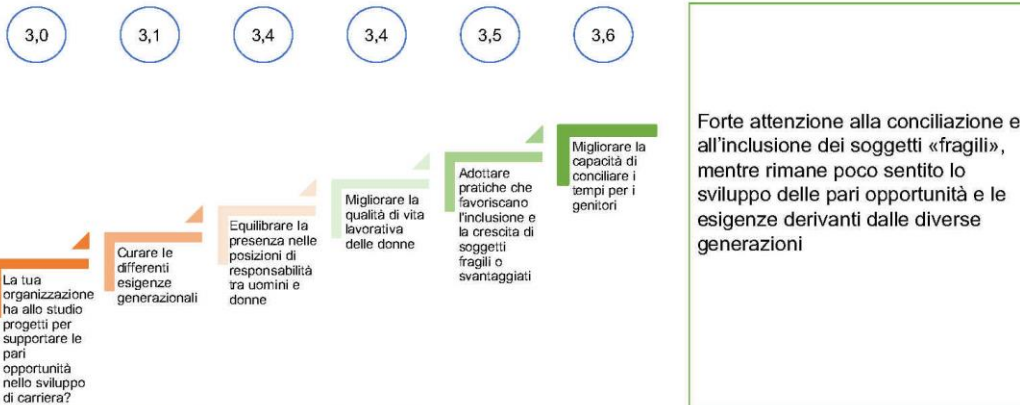 3,0
3,1
3,4
3,4
3,5
3,6
La tua
organizzazione
ha allo studio
progetti per
supportare le
pari
opportunità
nello sviluppo
di carriera?
Curare le
differenti
esigenze
generazionali
Equilibrare la
presenza nelle
posizioni di
responsabilità
tra uomini e
donne
Migliorare la
qualità di vita
lavorativa
delle donne
Adottare
pratiche che
favoriscano
l'inclusione e
la crescita di
soggetti
fragili o
svantaggiati
Migliorare la
capacità di
conciliare i
tempi per i
genitori
Forte attenzione alla conciliazione e
all'inclusione dei soggetti «fragili»,
mentre rimane poco sentito lo
sviluppo delle pari opportunità e le
esigenze derivanti dalle diverse
generazioni